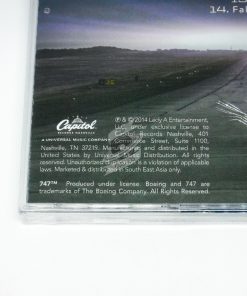 14. Fal
Capitol
RECORDS NASHVILLE
A UNIVERSAL MUSIC COMPANY
℗ & © 2014 Lady A Entertainment,
LLC, under exclusive license to
Capitol Records Nashville, 401
Commerce Street, Suite 1100,
Nashville, TN 37219. Manufactured and distributed in the
United States by Universal Music Distribution. All rights
reserved. Unauthorized duplication is a violation of applicable
laws. Marketed & distributed in South East Asia only.
747™ Produced under license. Boeing and 747 are
trademarks of The Boeing Company. All Rights Reserved.